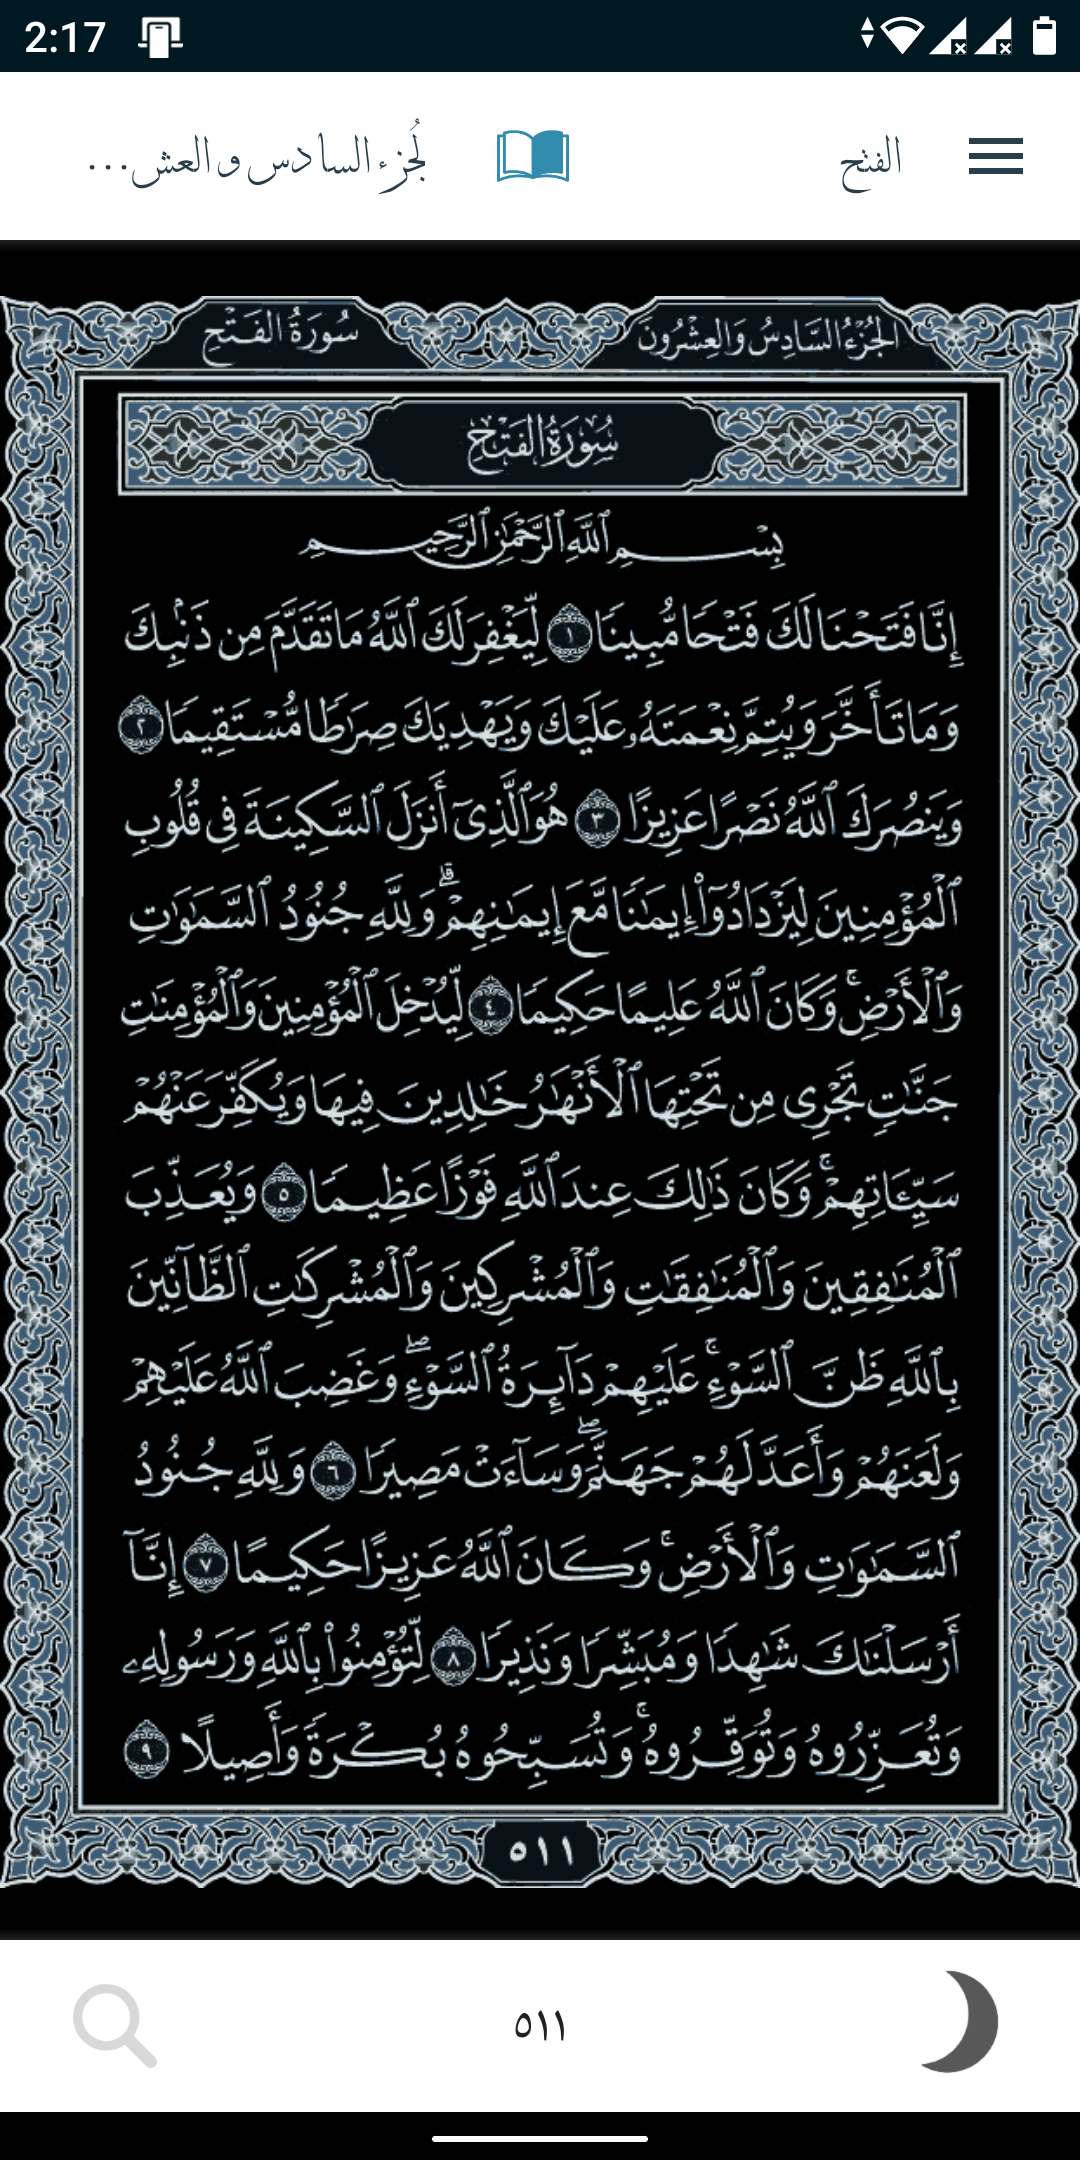 2:17
الفتح
لجُزء السادس و العش...
الجُزْءُ السَّادِسُ وَالعِشْرُونَ
سُورَةُ الفَتْحِ
سُورَةُ الفَتْحِ
بِسْمِ ٱللَّهِ ٱلرَّحْمَٰنِ ٱلرَّحِيمِ
إِنَّا فَتَحْنَا لَكَ فَتْحًا مُّبِينًا ١ لِّيَغْفِرَ لَكَ ٱللَّهُ مَا تَقَدَّمَ مِن ذَنۢبِكَ
وَمَا تَأَخَّرَ وَيُتِمَّ نِعْمَتَهُۥ عَلَيْكَ وَيَهْدِيَكَ صِرَٰطًا مُّسْتَقِيمًا ٢
وَيَنصُرَكَ ٱللَّهُ نَصْرًا عَزِيزًا ٣ هُوَ ٱلَّذِىٓ أَنزَلَ ٱلسَّكِينَةَ فِى قُلُوبِ
ٱلْمُؤْمِنِينَ لِيَزْدَادُوٓا۟ إِيمَٰنًا مَّعَ إِيمَٰنِهِمْ ۗ وَلِلَّهِ جُنُودُ ٱلسَّمَٰوَٰتِ
وَٱلْأَرْضِ ۚ وَكَانَ ٱللَّهُ عَلِيمًا حَكِيمًا ٤ لِّيُدْخِلَ ٱلْمُؤْمِنِينَ وَٱلْمُؤْمِنَٰتِ
جَنَّٰتٍ تَجْرِى مِن تَحْتِهَا ٱلْأَنْهَٰرُ خَٰلِدِينَ فِيهَا وَيُكَفِّرَ عَنْهُمْ
سَيِّـَٔاتِهِمْ ۚ وَكَانَ ذَٰلِكَ عِندَ ٱللَّهِ فَوْزًا عَظِيمًا ٥ وَيُعَذِّبَ
ٱلْمُنَٰفِقِينَ وَٱلْمُنَٰفِقَٰتِ وَٱلْمُشْرِكِينَ وَٱلْمُشْرِكَٰتِ ٱلظَّآنِّينَ
بِٱللَّهِ ظَنَّ ٱلسَّوْءِ ۚ عَلَيْهِمْ دَآئِرَةُ ٱلسَّوْءِ ۖ وَغَضِبَ ٱللَّهُ عَلَيْهِمْ
وَلَعَنَهُمْ وَأَعَدَّ لَهُمْ جَهَنَّمَ ۖ وَسَآءَتْ مَصِيرًا ٦ وَلِلَّهِ جُنُودُ
ٱلسَّمَٰوَٰتِ وَٱلْأَرْضِ ۚ وَكَانَ ٱللَّهُ عَزِيزًا حَكِيمًا ٧ إِنَّآ
أَرْسَلْنَٰكَ شَٰهِدًا وَمُبَشِّرًا وَنَذِيرًا ٨ لِّتُؤْمِنُوا۟ بِٱللَّهِ وَرَسُولِهِۦ
وَتُعَزِّرُوهُ وَتُوَقِّرُوهُ ۚ وَتُسَبِّحُوهُ بُكْرَةً وَأَصِيلًا ٩
٥١١
٥١١